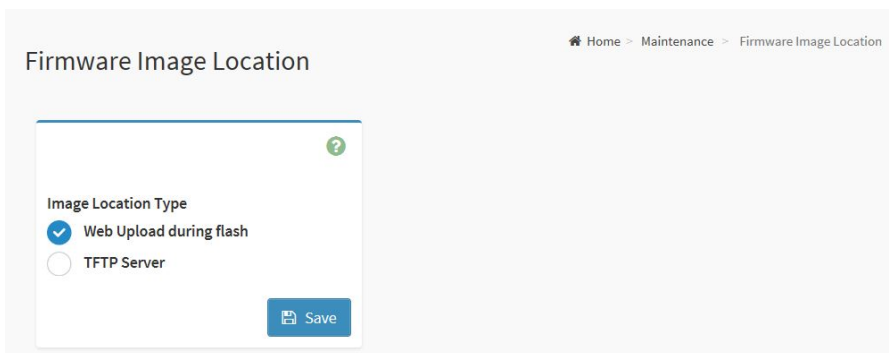 Home > Maintenance > Firmware Image Location
Firmware Image Location
?
Image Location Type
Web Upload during flash
TFTP Server
Save